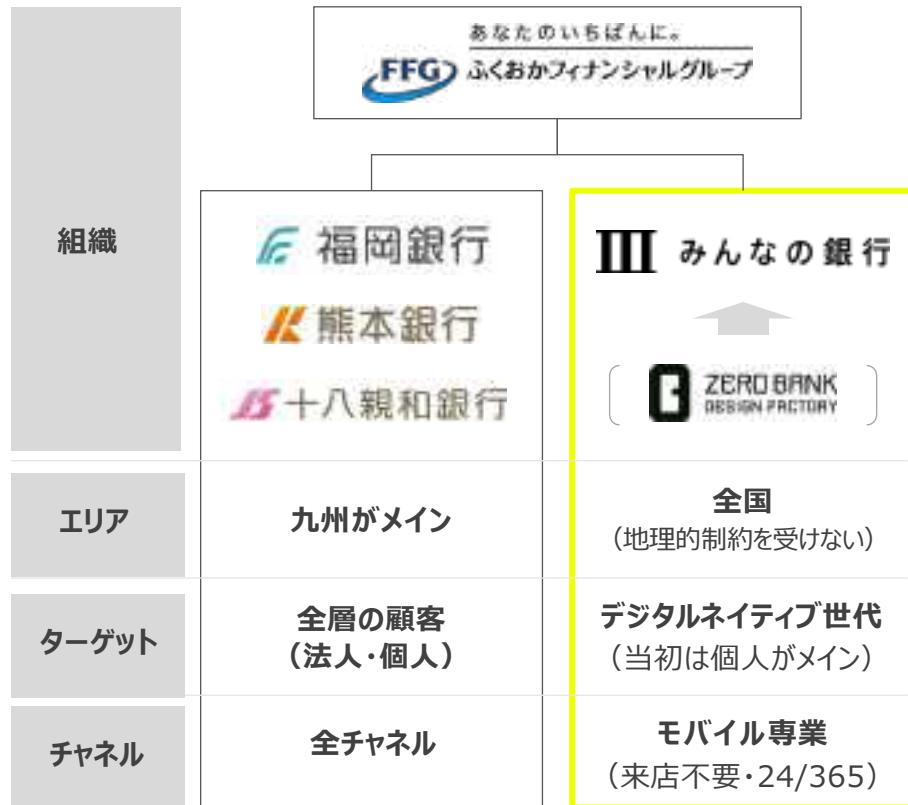 あなたのいちばんに。
FFG ふくおかフィナンシャルグループ
組織
福岡銀行
熊本銀行
十八親和銀行
みんなの銀行
ZERO BANK
DESIGN FACTORY
エリア
九州がメイン
全国
（地理的制約を受けない）
ターゲット
全層の顧客
（法人・個人）
デジタルネイティブ世代
（当初は個人がメイン）
チャネル
全チャネル
モバイル専業
（来店不要・24/365）